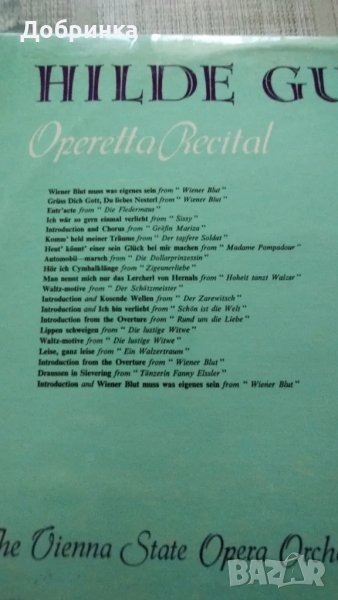 Добринка
HILDE GU
Operetta Recital
Wiener Blut muss was eigenes sein from " Wiener Blut "
Grüss Dich Gott, Du liebes Nesterl from " Wiener Blut "
Entr'acte from " Die Fledermaus "
Ich wär so gern einmal verliebt from " Sissy "
Introduction and Chorus from " Gräfin Mariza "
Komm' held meiner Träume from " Der tapfere Soldat "
Heut' könnt' einer sein Glück bei mir machen from " Madame Pompadour "
Automobil—marsch from " Die Dollarprinzessin "
Hör ich Cymbalklänge from " Zigeunerliebe "
Man nennt mich nur das Lercherl von Hernals from " Hoheit tanzt Walzer "
Waltz-motive from " Der Schätzmeister "
Introduction and Kosende Wellen from " Der Zarewitsch "
Introduction and Ich bin verliebt from " Schön ist die Welt "
Introduction from the Overture from " Rund um die Liebe "
Lippen schweigen from " Die lustige Witwe "
Waltz-motive from " Die lustige Witwe "
Leise, ganz leise from " Ein Walzertraum "
Introduction from the Overture from " Wiener Blut "
Draussen in Sievering from " Tänzerin Fanny Elssler "
Introduction and Wiener Blut muss was eigenes sein from " Wiener Blut "
The Vienna State Opera Orche
BAZAR